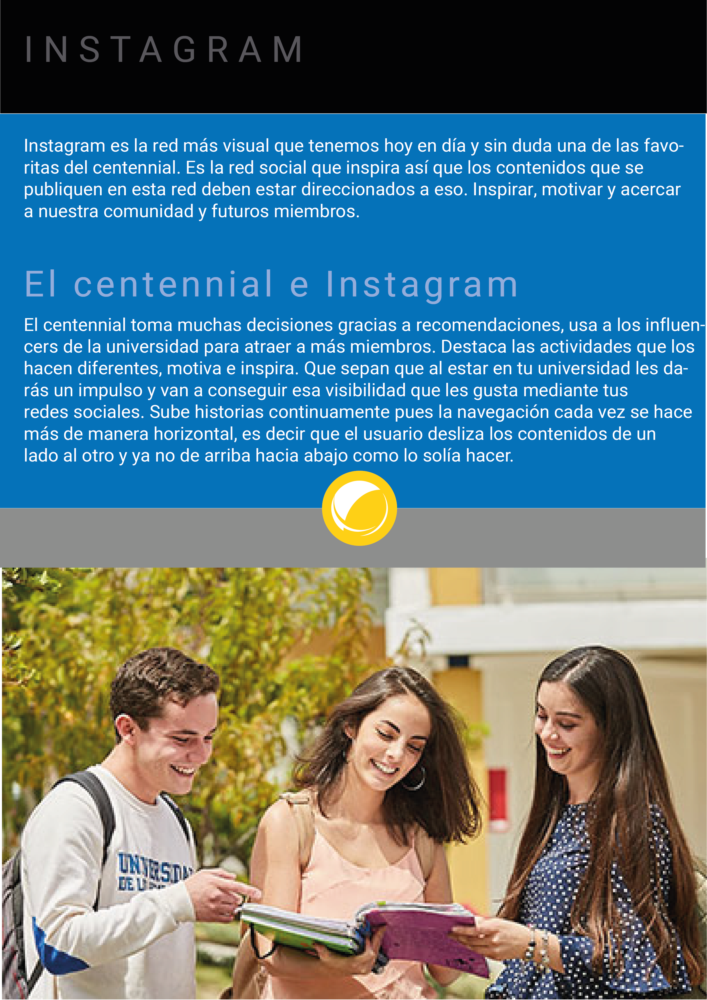 INSTAGRAM
Instagram es la red más visual que tenemos hoy en día y sin duda una de las favo-
ritas del centennial. Es la red social que inspira así que los contenidos que se
publiquen en esta red deben estar direccionados a eso. Inspirar, motivar y acercar
a nuestra comunidad y futuros miembros.
El centennial e Instagram
El centennial toma muchas decisiones gracias a recomendaciones, usa a los influen-
cers de la universidad para atraer a más miembros. Destaca las actividades que los
hacen diferentes, motiva e inspira. Que sepan que al estar en tu universidad les da-
rás un impulso y van a conseguir esa visibilidad que les gusta mediante tus
redes sociales. Sube historias continuamente pues la navegación cada vez se hace
más de manera horizontal, es decir que el usuario desliza los contenidos de un
lado al otro y ya no de arriba hacia abajo como lo solía hacer.
UNIVERSIDA
DE L